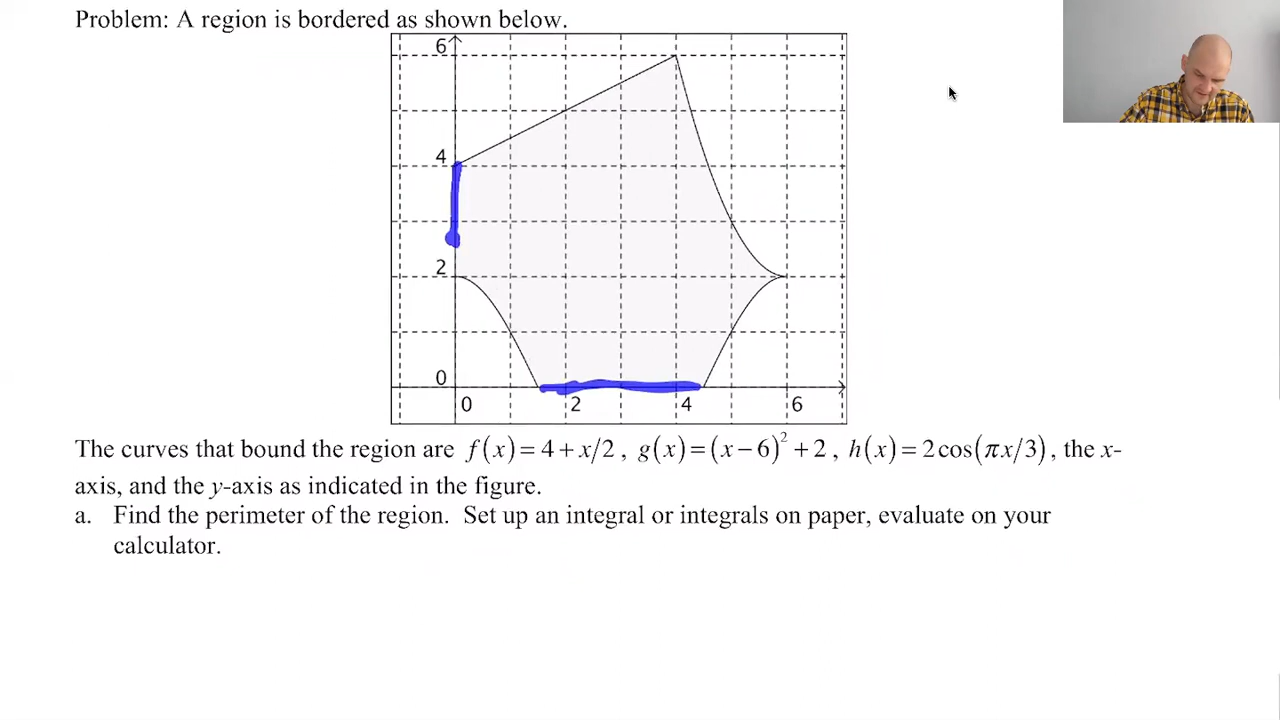 Problem: A region is bordered as shown below.
6
4
2
0
0 2 4 6
The curves that bound the region are f(x)=4+x/2, g(x)=(x−6)²+2, h(x)=2cos(πx/3), the x-
axis, and the y-axis as indicated in the figure.
a. Find the perimeter of the region. Set up an integral or integrals on paper, evaluate on your
calculator.